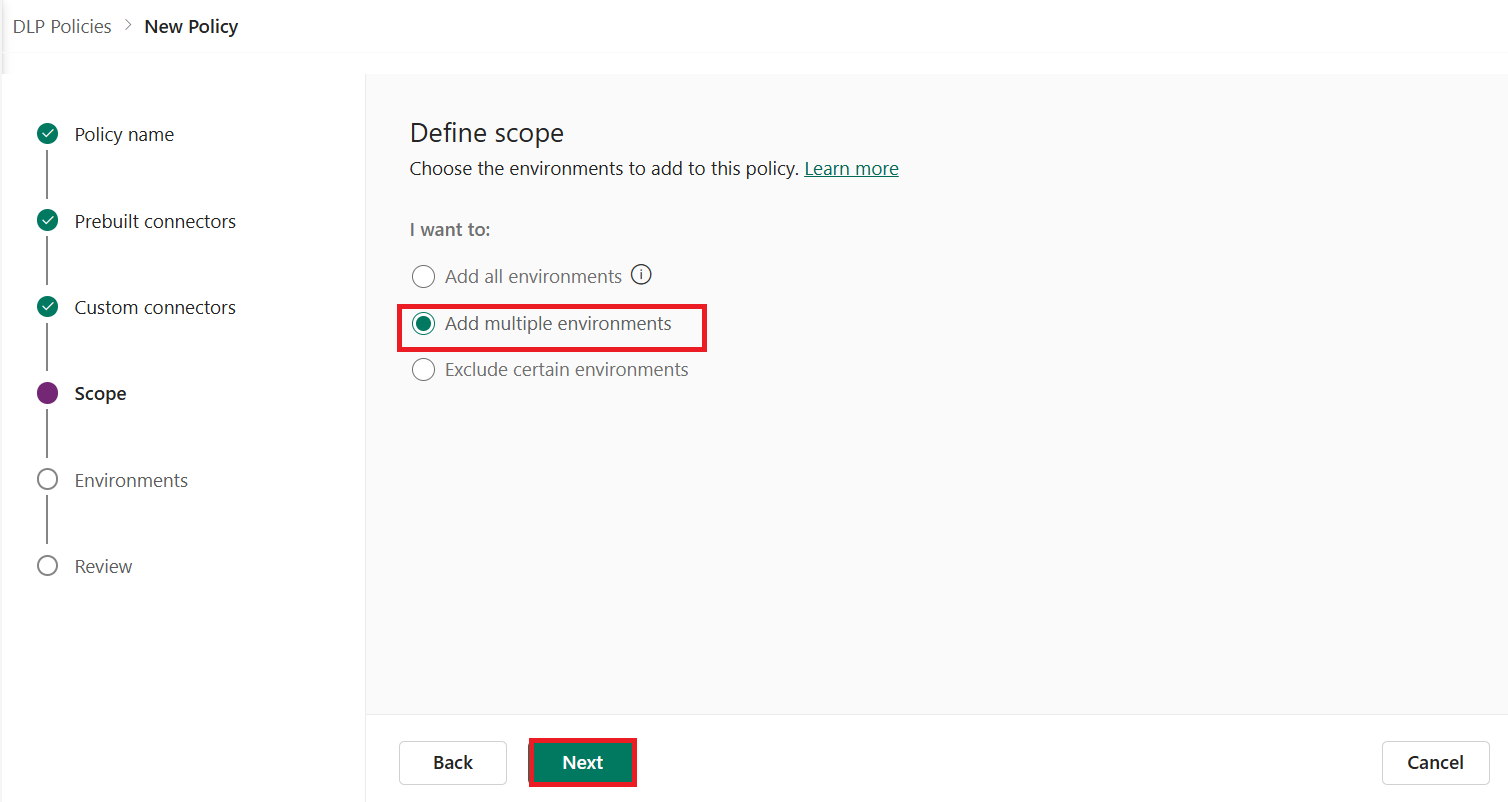 DLP Policies > New Policy
Policy name
Prebuilt connectors
Custom connectors
Scope
Environments
Review
Define scope
Choose the environments to add to this policy. Learn more
I want to:
Add all environments
Add multiple environments
Exclude certain environments
Back
Next
Cancel